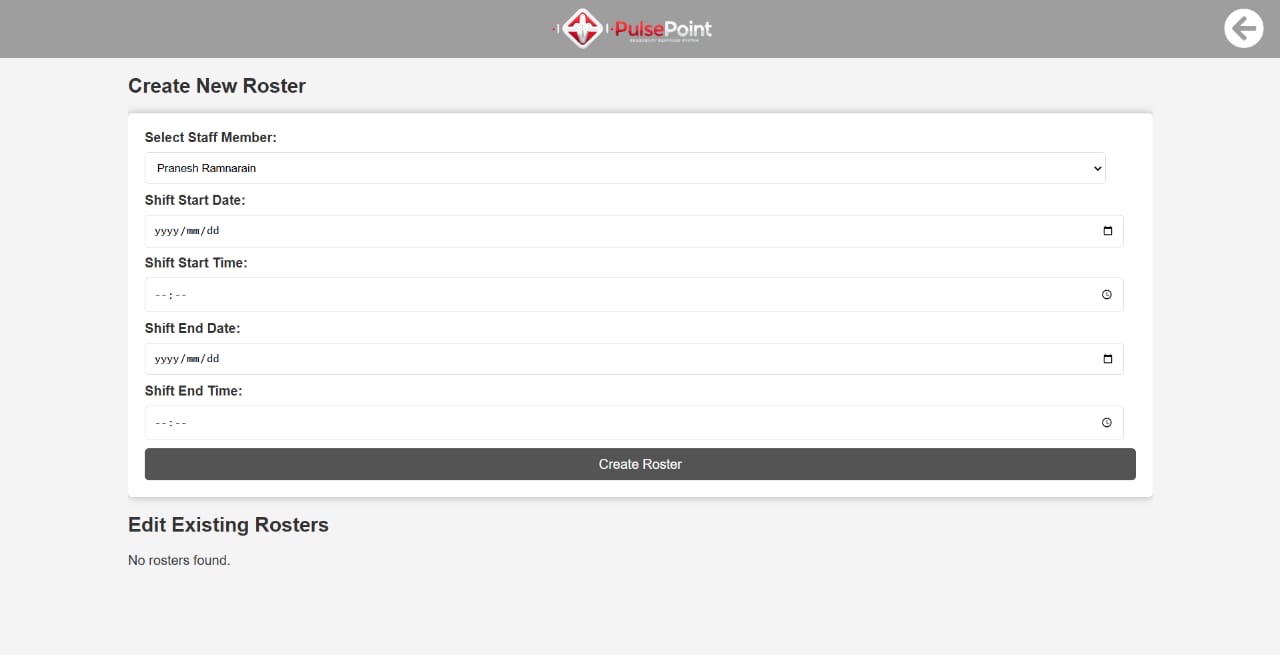 PulsePoint
Create New Roster
Select Staff Member:
Pranesh Ramnarain
Shift Start Date:
yyyy/mm/dd
Shift Start Time:
--:--
Shift End Date:
yyyy/mm/dd
Shift End Time:
--:--
Create Roster
Edit Existing Rosters
No rosters found.